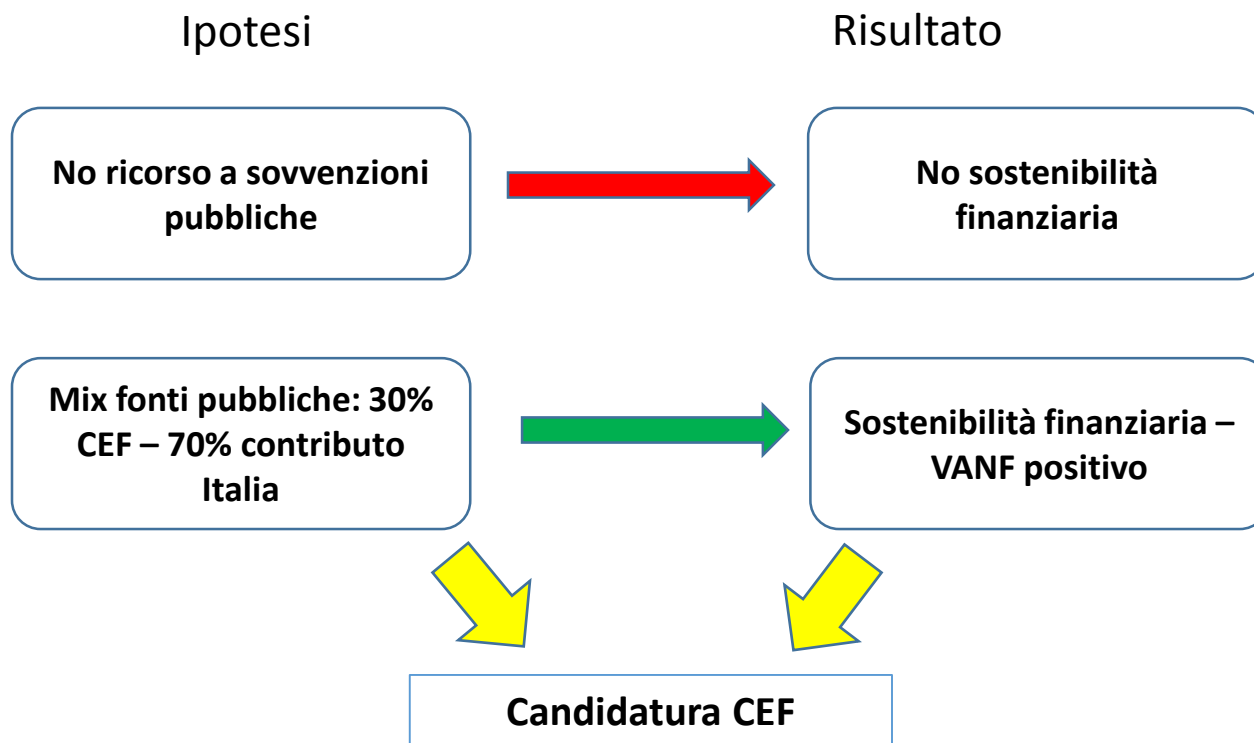 Ipotesi
Risultato
No ricorso a sovvenzioni
pubbliche
No sostenibilità
finanziaria
Mix fonti pubbliche: 30%
CEF – 70% contributo
Italia
Sostenibilità finanziaria –
VANF positivo
Candidatura CEF